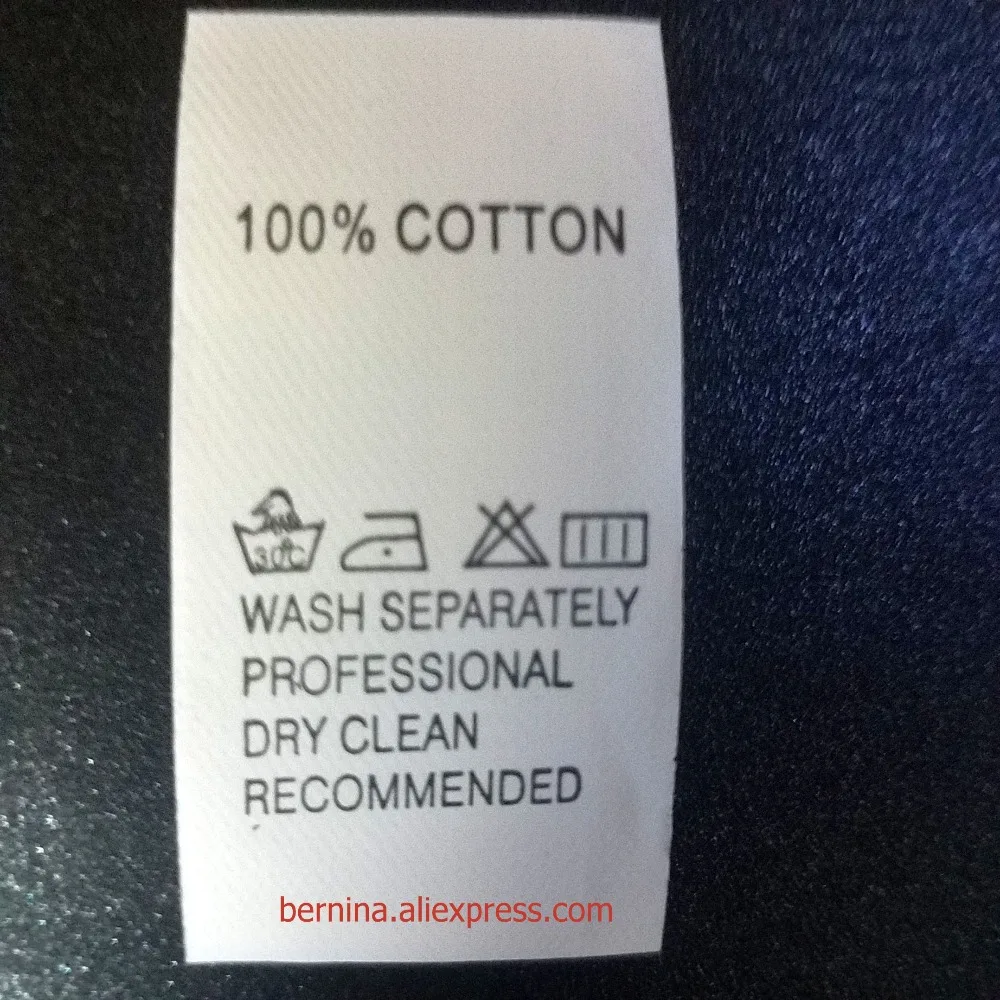 100% COTTON
30°C
WASH SEPARATELY
PROFESSIONAL
DRY CLEAN
RECOMMENDED
bernina.aliexpress.com